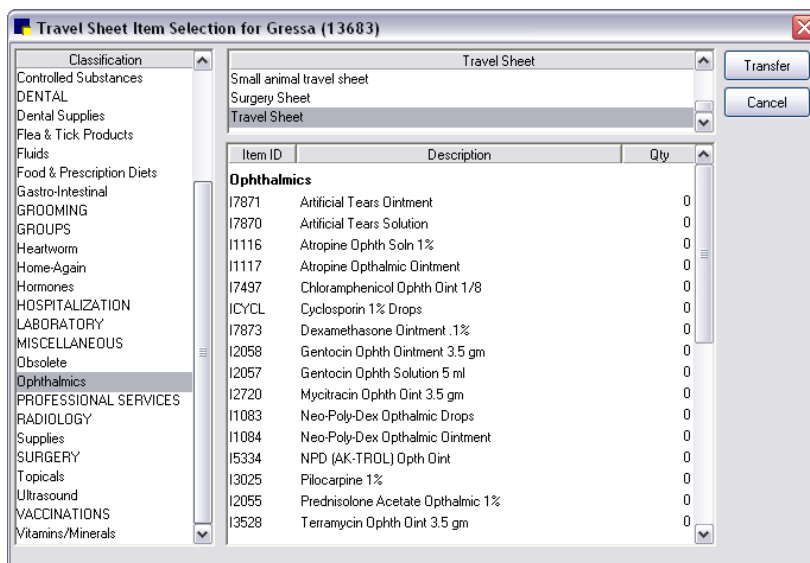 Travel Sheet Item Selection for Gressa (13683)
Classification
Controlled Substances
DENTAL
Dental Supplies
Flea & Tick Products
Fluids
Food & Prescription Diets
Gastro-Intestinal
GROOMING
GROUPS
Heartworm
Home-Again
Hormones
HOSPITALIZATION
LABORATORY
MISCELLANEOUS
Obsolete
Ophthalmics
PROFESSIONAL SERVICES
RADIOLOGY
Supplies
SURGERY
Topicals
Ultrasound
VACCINATIONS
Vitamins/Minerals
Travel Sheet
Small animal travel sheet
Surgery Sheet
Travel Sheet
Transfer
Cancel
Item ID Description Qty
Ophthalmics
I7871 Artificial Tears Ointment 0
I7870 Artificial Tears Solution 0
I1116 Atropine Ophth Soln 1% 0
I1117 Atropine Opthalmic Ointment 0
I7497 Chloramphenicol Ophth Oint 1/8 0
ICYCL Cyclosporin 1% Drops 0
I7873 Dexamethasone Ointment .1% 0
I2058 Gentocin Ophth Ointment 3.5 gm 0
I2057 Gentocin Ophth Solution 5 ml 0
I2720 Mycitracin Ophth Oint 3.5 gm 0
I1083 Neo-Poly-Dex Opthalmic Drops 0
I1084 Neo-Poly-Dex Opthalmic Ointment 0
I5334 NPD (AK-TROL) Opth Oint 0
I3025 Pilocarpine 1% 0
I2055 Prednisolone Acetate Opthalmic 1% 0
I3528 Terramycin Ophth Oint 3.5 gm 0